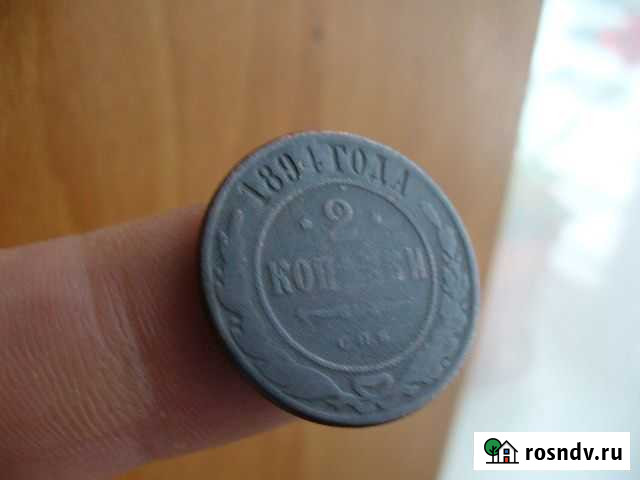 1894 ГОДА
2
КОПѢЙКИ
С.П.Б.
rosndv.ru